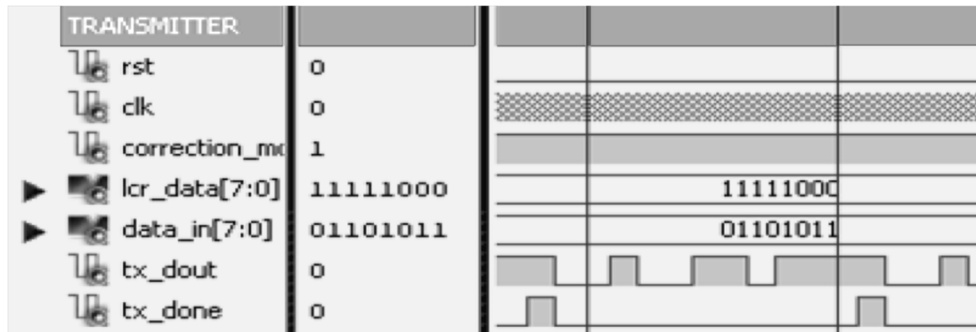 TRANSMITTER
rst 0
clk 0
correction_mo 1
lcr_data[7:0] 11111000 11111000
data_in[7:0] 01101011 01101011
tx_dout 0
tx_done 0